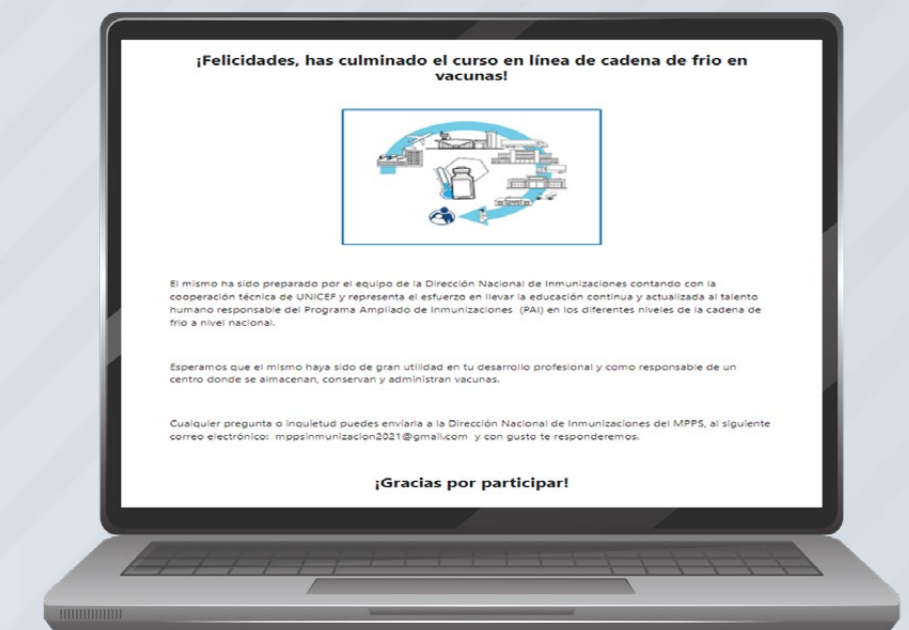 ¡Felicidades, has culminado el curso en línea de cadena de frio en
vacunas!
El mismo ha sido preparado por el equipo de la Dirección Nacional de Inmunizaciones contando con la
cooperación técnica de UNICEF y representa el esfuerzo en llevar la educación continua y actualizada al talento
humano responsable del Programa Ampliado de Inmunizaciones (PAI) en los diferentes niveles de la cadena de
frio a nivel nacional.
Esperamos que el mismo haya sido de gran utilidad en tu desarrollo profesional y como responsable de un
centro donde se almacenan, conservan y administran vacunas.
Cualquier pregunta o inquietud puedes enviarla a la Dirección Nacional de Inmunizaciones del MPPS, al siguiente
correo electrónico: mppsinmunizacion2021@gmail.com y con gusto te responderemos.
¡Gracias por participar!